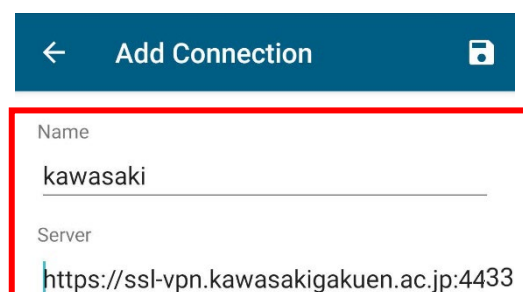 Add Connection
Name
kawasaki
Server
https://ssl-vpn.kawasakigakuen.ac.jp:4433